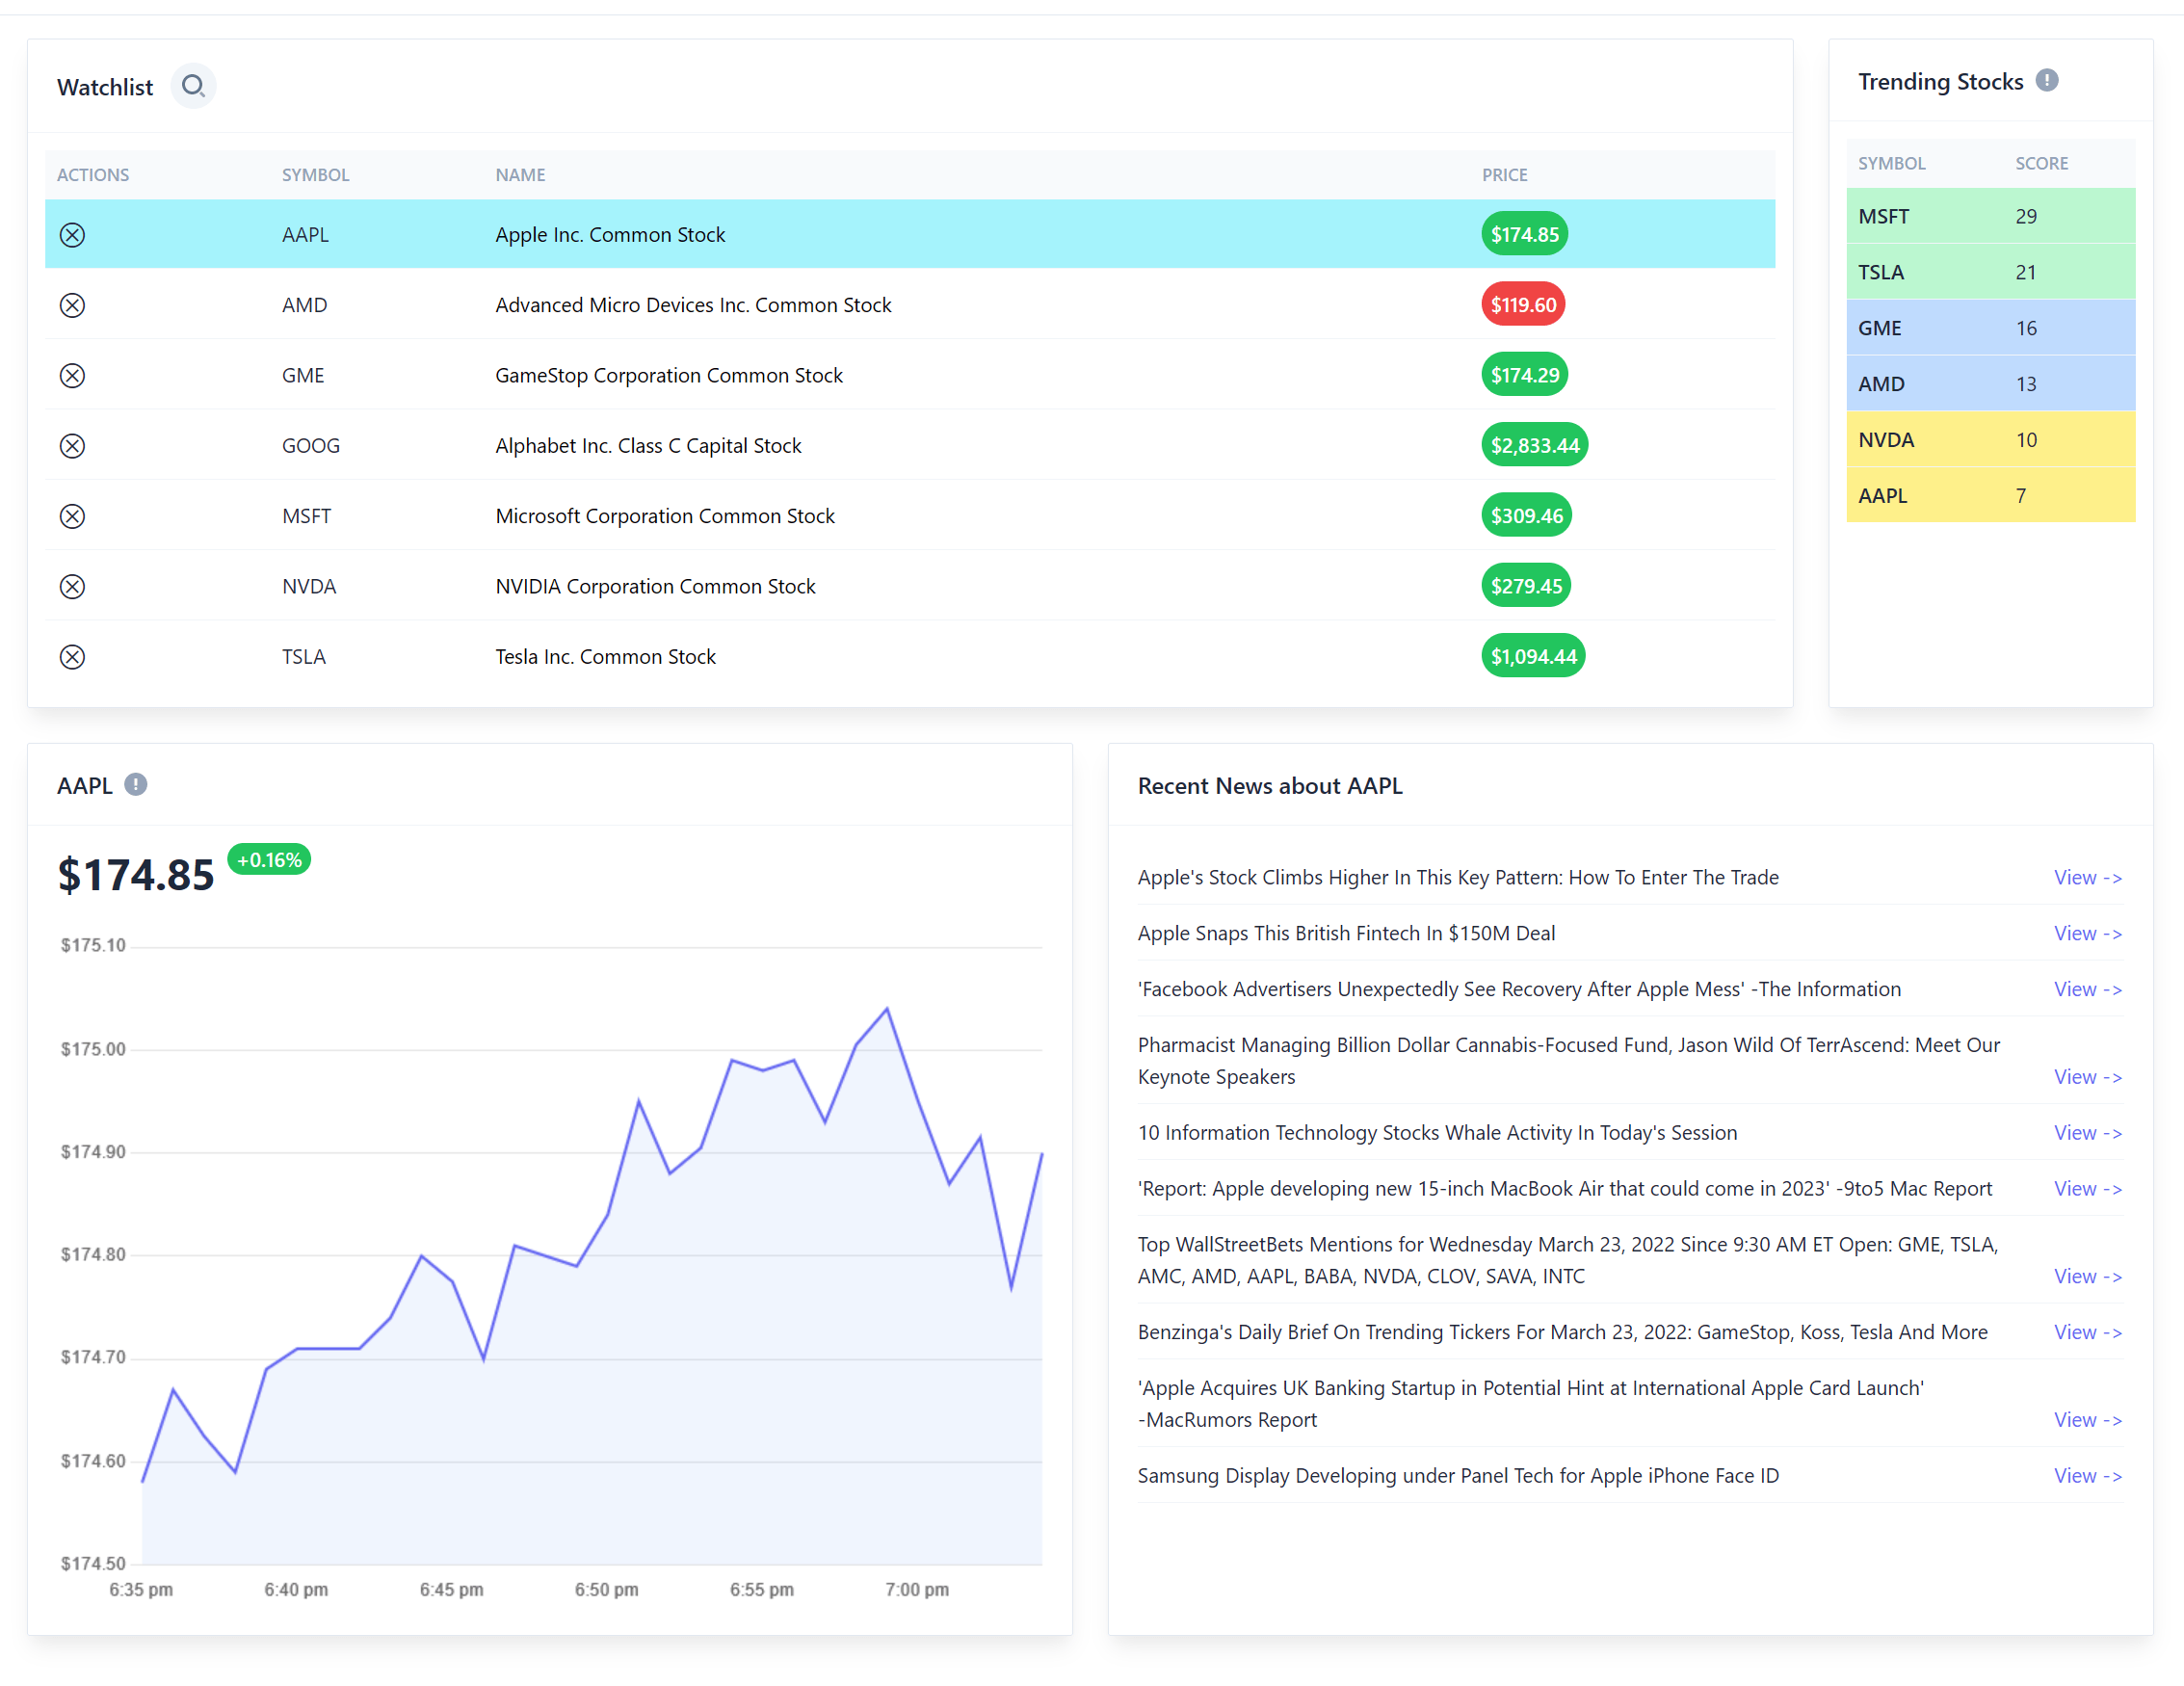 Watchlist
ACTIONS SYMBOL NAME PRICE
AAPL Apple Inc. Common Stock $174.85
AMD Advanced Micro Devices Inc. Common Stock $119.60
GME GameStop Corporation Common Stock $174.29
GOOG Alphabet Inc. Class C Capital Stock $2,833.44
MSFT Microsoft Corporation Common Stock $309.46
NVDA NVIDIA Corporation Common Stock $279.45
TSLA Tesla Inc. Common Stock $1,094.44
Trending Stocks !
SYMBOL SCORE
MSFT 29
TSLA 21
GME 16
AMD 13
NVDA 10
AAPL 7
AAPL !
$174.85 +0.16%
$175.10
$175.00
$174.90
$174.80
$174.70
$174.60
$174.50
6:35 pm 6:40 pm 6:45 pm 6:50 pm 6:55 pm 7:00 pm
Recent News about AAPL
Apple's Stock Climbs Higher In This Key Pattern: How To Enter The Trade View ->
Apple Snaps This British Fintech In $150M Deal View ->
'Facebook Advertisers Unexpectedly See Recovery After Apple Mess' -The Information View ->
Pharmacist Managing Billion Dollar Cannabis-Focused Fund, Jason Wild Of TerrAscend: Meet Our
Keynote Speakers View ->
10 Information Technology Stocks Whale Activity In Today's Session View ->
'Report: Apple developing new 15-inch MacBook Air that could come in 2023' -9to5 Mac Report View ->
Top WallStreetBets Mentions for Wednesday March 23, 2022 Since 9:30 AM ET Open: GME, TSLA,
AMC, AMD, AAPL, BABA, NVDA, CLOV, SAVA, INTC View ->
Benzinga's Daily Brief On Trending Tickers For March 23, 2022: GameStop, Koss, Tesla And More View ->
'Apple Acquires UK Banking Startup in Potential Hint at International Apple Card Launch'
-MacRumors Report View ->
Samsung Display Developing under Panel Tech for Apple iPhone Face ID View ->